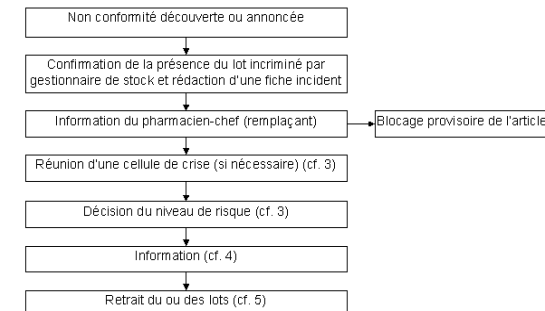 Non conformité découverte ou annoncée
Confirmation de la présence du lot incriminé par
gestionnaire de stock et rédaction d'une fiche incident
Information du pharmacien-chef (remplaçant)
Blocage provisoire de l'article
Réunion d'une cellule de crise (si nécessaire) (cf. 3)
Décision du niveau de risque (cf. 3)
Information (cf. 4)
Retrait du ou des lots (cf. 5)